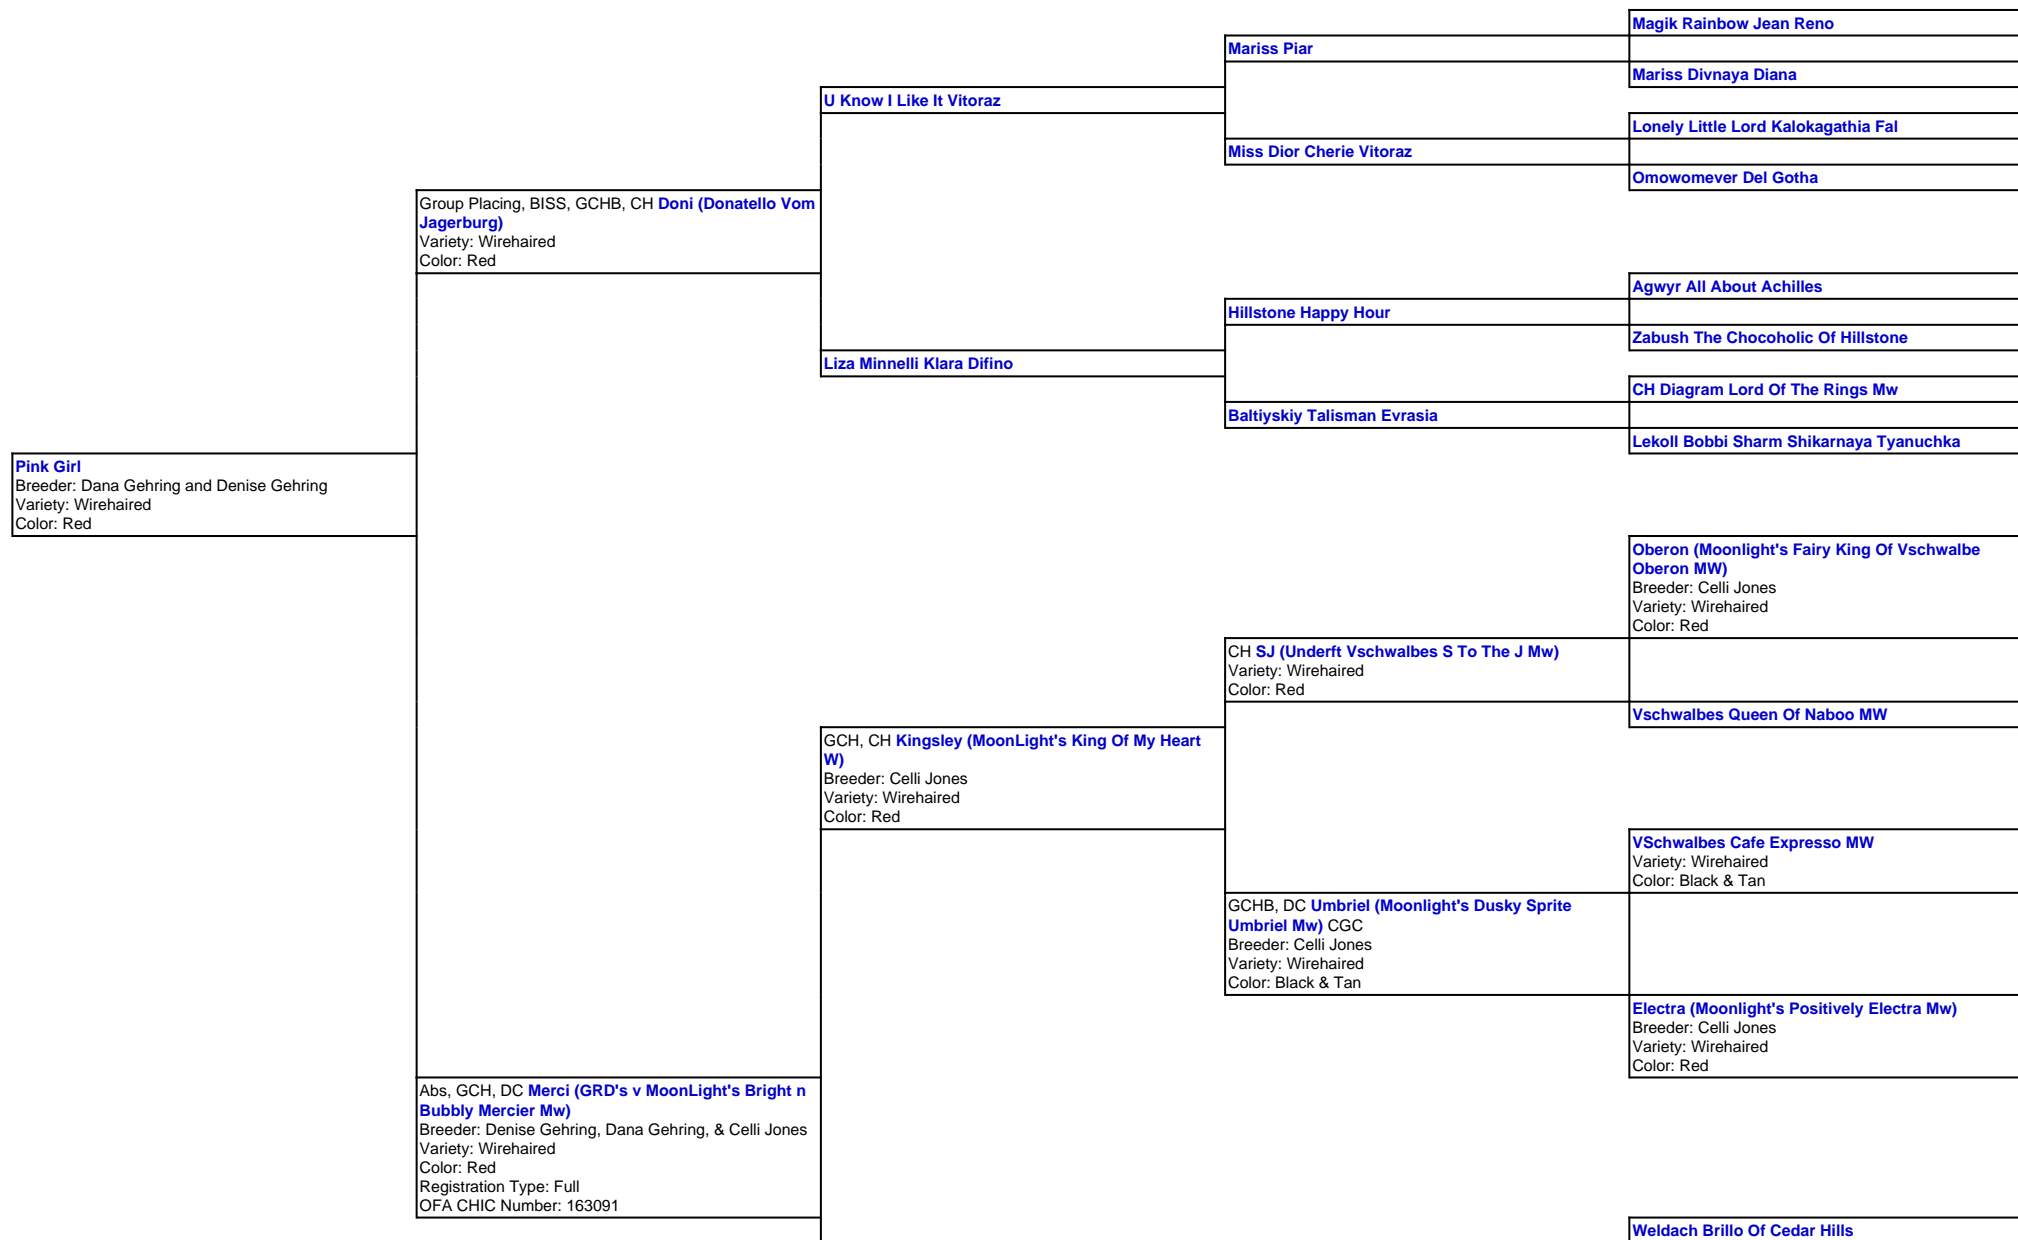 Magik Rainbow Jean Reno
Mariss Piar
Mariss Divnaya Diana
U Know I Like It Vitoraz
Lonely Little Lord Kalokagathia Fal
Miss Dior Cherie Vitoraz
Omowomever Del Gotha
Group Placing, BISS, GCHB, CH Doni (Donatello Vom
Jagerburg)
Variety: Wirehaired
Color: Red
Agwyr All About Achilles
Hillstone Happy Hour
Zabush The Chocoholic Of Hillstone
Liza Minnelli Klara Difino
CH Diagram Lord Of The Rings Mw
Baltiyskiy Talisman Evrasia
Lekoll Bobbi Sharm Shikarnaya Tyanuchka
Pink Girl
Breeder: Dana Gehring and Denise Gehring
Variety: Wirehaired
Color: Red
Oberon (Moonlight's Fairy King Of Vschwalbe
Oberon MW)
Breeder: Celli Jones
Variety: Wirehaired
Color: Red
CH SJ (Underft Vschwalbes S To The J Mw)
Variety: Wirehaired
Color: Red
Vschwalbes Queen Of Naboo MW
GCH, CH Kingsley (MoonLight's King Of My Heart
W)
Breeder: Celli Jones
Variety: Wirehaired
Color: Red
VSchwalbes Cafe Expresso MW
Variety: Wirehaired
Color: Black & Tan
GCHB, DC Umbriel (Moonlight's Dusky Sprite
Umbriel Mw) CGC
Breeder: Celli Jones
Variety: Wirehaired
Color: Black & Tan
Electra (Moonlight's Positively Electra Mw)
Breeder: Celli Jones
Variety: Wirehaired
Color: Red
Abs, GCH, DC Merci (GRD's v MoonLight's Bright n
Bubbly Mercier Mw)
Breeder: Denise Gehring, Dana Gehring, & Celli Jones
Variety: Wirehaired
Color: Red
Registration Type: Full
OFA CHIC Number: 163091
Weldach Brillo Of Cedar Hills